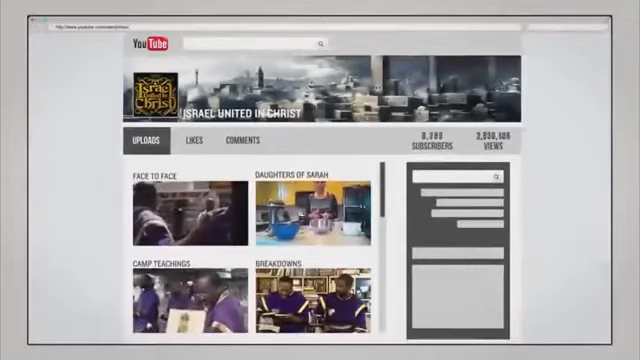 YouTube
Israel
United in
Christ
ISRAEL UNITED IN CHRIST
UPLOADS LIKES COMMENTS
SUBSCRIBERS VIEWS
FACE TO FACE DAUGHTERS OF SARAH
CAMP TEACHINGS BREAKDOWNS